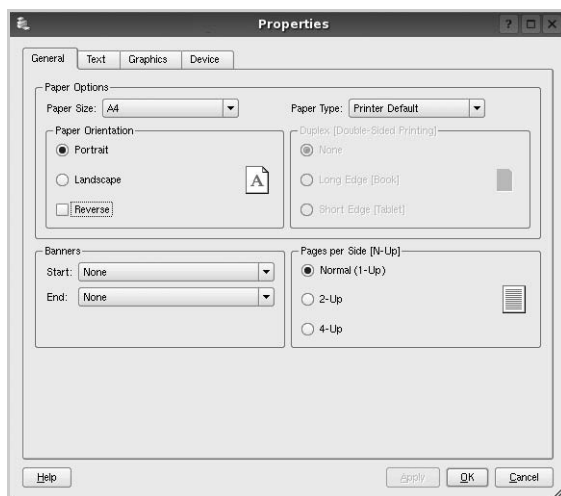 Properties
General Text Graphics Device
Paper Options
Paper Size: A4 Paper Type: Printer Default
Paper Orientation Duplex [Double-Sided Printing]
Portrait None
Landscape Long Edge [Book]
Reverse Short Edge [Tablet]
A
Banners Pages per Side [N-Up]
Start: None Normal (1-Up)
End: None 2-Up
4-Up
Help Apply OK Cancel